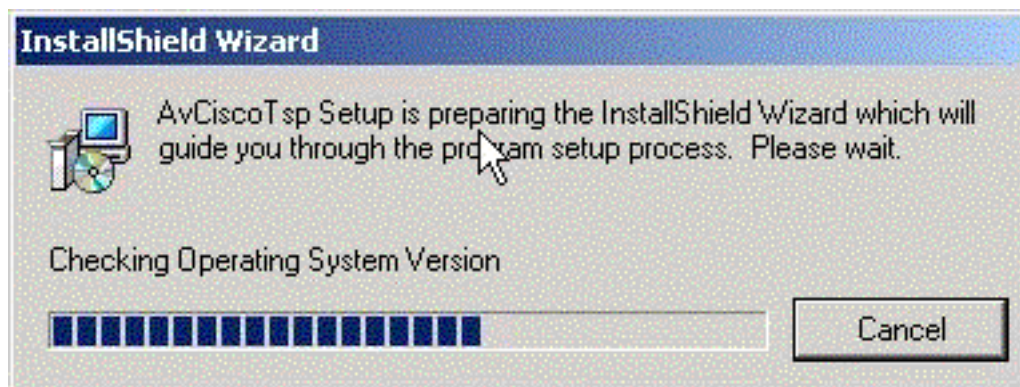 InstallShield Wizard
AvCiscoTsp Setup is preparing the InstallShield Wizard which will
guide you through the program setup process.  Please wait.
Checking Operating System Version
Cancel